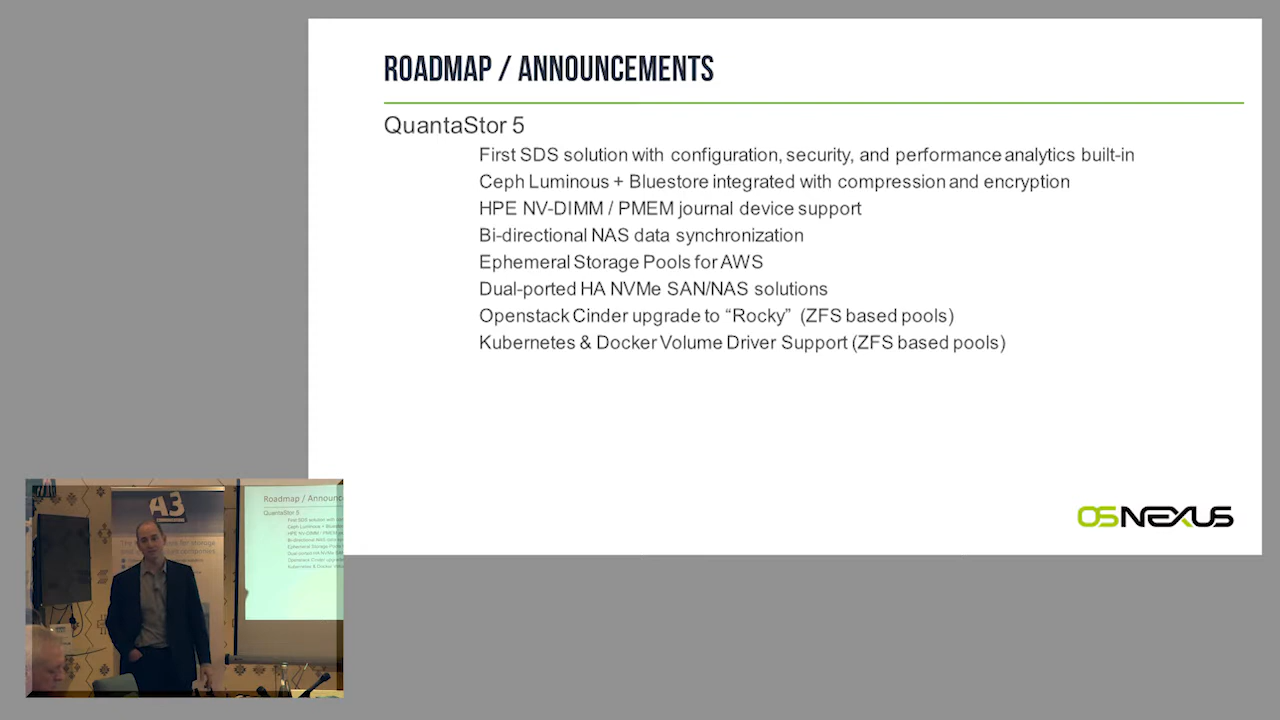 ROADMAP / ANNOUNCEMENTS
QuantaStor 5
First SDS solution with configuration, security, and performance analytics built-in
Ceph Luminous + Bluestore integrated with compression and encryption
HPE NV-DIMM / PMEM journal device support
Bi-directional NAS data synchronization
Ephemeral Storage Pools for AWS
Dual-ported HA NVMe SAN/NAS solutions
Openstack Cinder upgrade to “Rocky” (ZFS based pools)
Kubernetes & Docker Volume Driver Support (ZFS based pools)
OSNEXUS
A3
Roadmap / Announc
QuantaStor 5